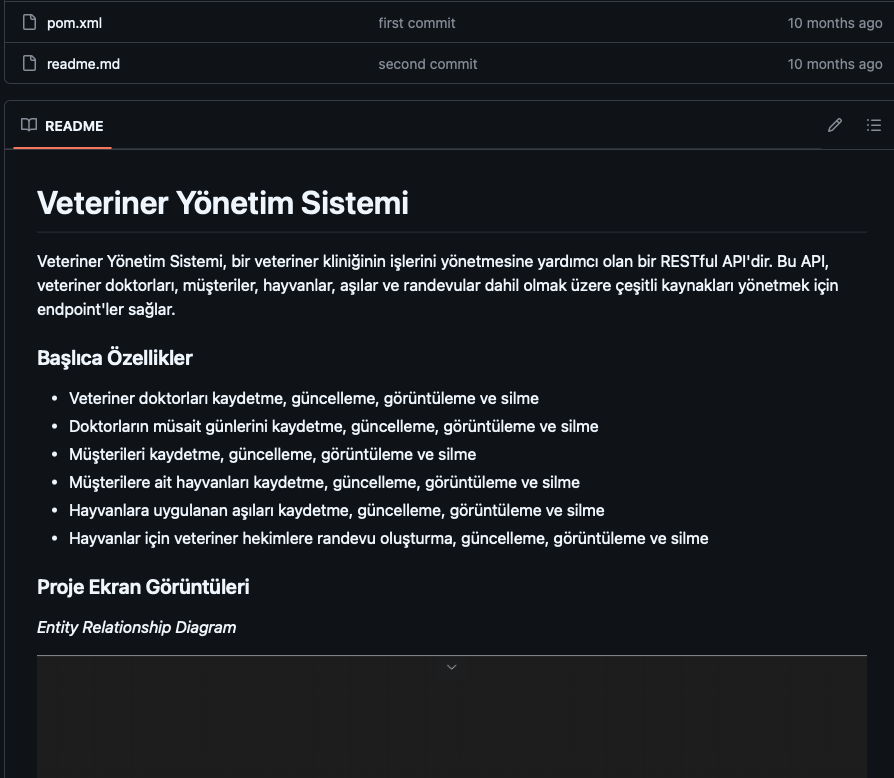 pom.xml first commit 10 months ago
readme.md second commit 10 months ago
README
Veteriner Yönetim Sistemi
Veteriner Yönetim Sistemi, bir veteriner kliniğinin işlerini yönetmesine yardımcı olan bir RESTful API'dir. Bu API,
veteriner doktorları, müşteriler, hayvanlar, aşılar ve randevular dahil olmak üzere çeşitli kaynakları yönetmek için
endpoint'ler sağlar.
Başlıca Özellikler
• Veteriner doktorları kaydetme, güncelleme, görüntüleme ve silme
• Doktorların müsait günlerini kaydetme, güncelleme, görüntüleme ve silme
• Müşterileri kaydetme, güncelleme, görüntüleme ve silme
• Müşterilere ait hayvanları kaydetme, güncelleme, görüntüleme ve silme
• Hayvanlara uygulanan aşıları kaydetme, güncelleme, görüntüleme ve silme
• Hayvanlar için veteriner hekimlere randevu oluşturma, güncelleme, görüntüleme ve silme
Proje Ekran Görüntüleri
Entity Relationship Diagram